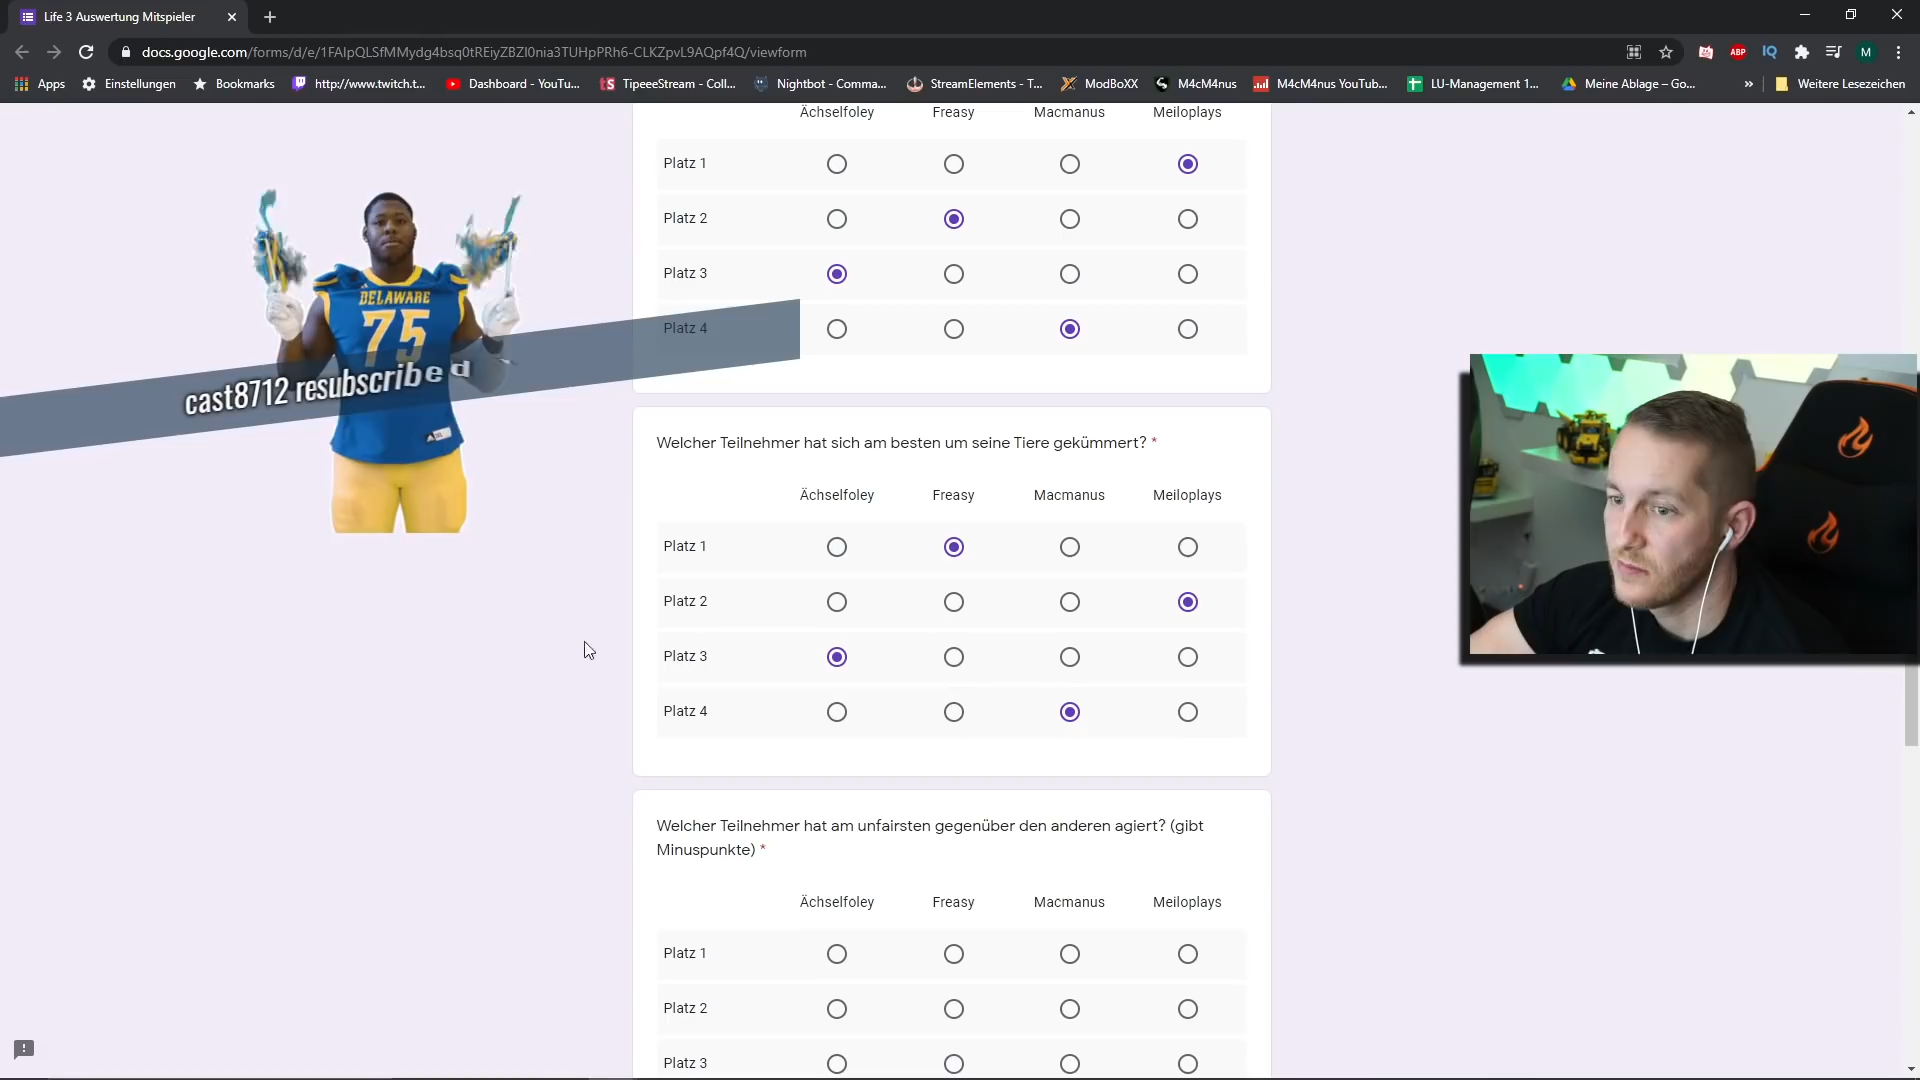 Life 3 Auswertung Mitspieler
docs.google.com/forms/d/e/1FAIpQLSfMMydg4bsq0tREiyZBZI0nia3TUHpPRh6-CLKZpvL9AQpf4Q/viewform
ABP
IQ
M
Apps
Einstellungen
Bookmarks
http://www.twitch.t...
Dashboard - YouTu...
TipeeeStream - Coll...
Nightbot - Comma...
StreamElements - T...
ModBoXX
M4cM4nus
M4cM4nus YouTub...
LU-Management 1...
Meine Ablage – Go...
Weitere Lesezeichen
Ächselfoley Freasy Macmanus Meiloplays
Platz 1
Platz 2
Platz 3
Platz 4
DELAWARE
75
cast8712 resubscribed
Welcher Teilnehmer hat sich am besten um seine Tiere gekümmert? *
Ächselfoley Freasy Macmanus Meiloplays
Platz 1
Platz 2
Platz 3
Platz 4
Welcher Teilnehmer hat am unfairsten gegenüber den anderen agiert? (gibt
Minuspunkte) *
Ächselfoley Freasy Macmanus Meiloplays
Platz 1
Platz 2
Platz 3